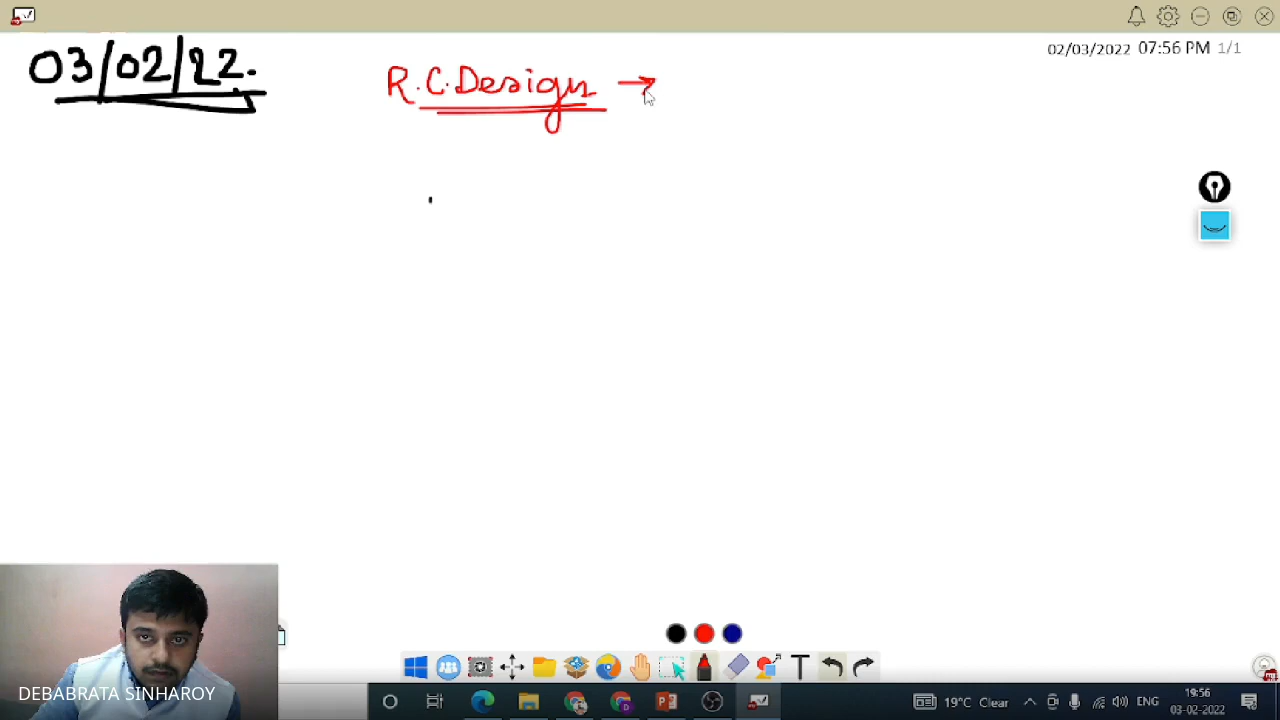 02/03/2022 07:56 PM 1/1
03/02/22.
R.C.Design →
T
DEBABRATA SINHAROY
19°C Clear
ENG
19:56
03-02-2022